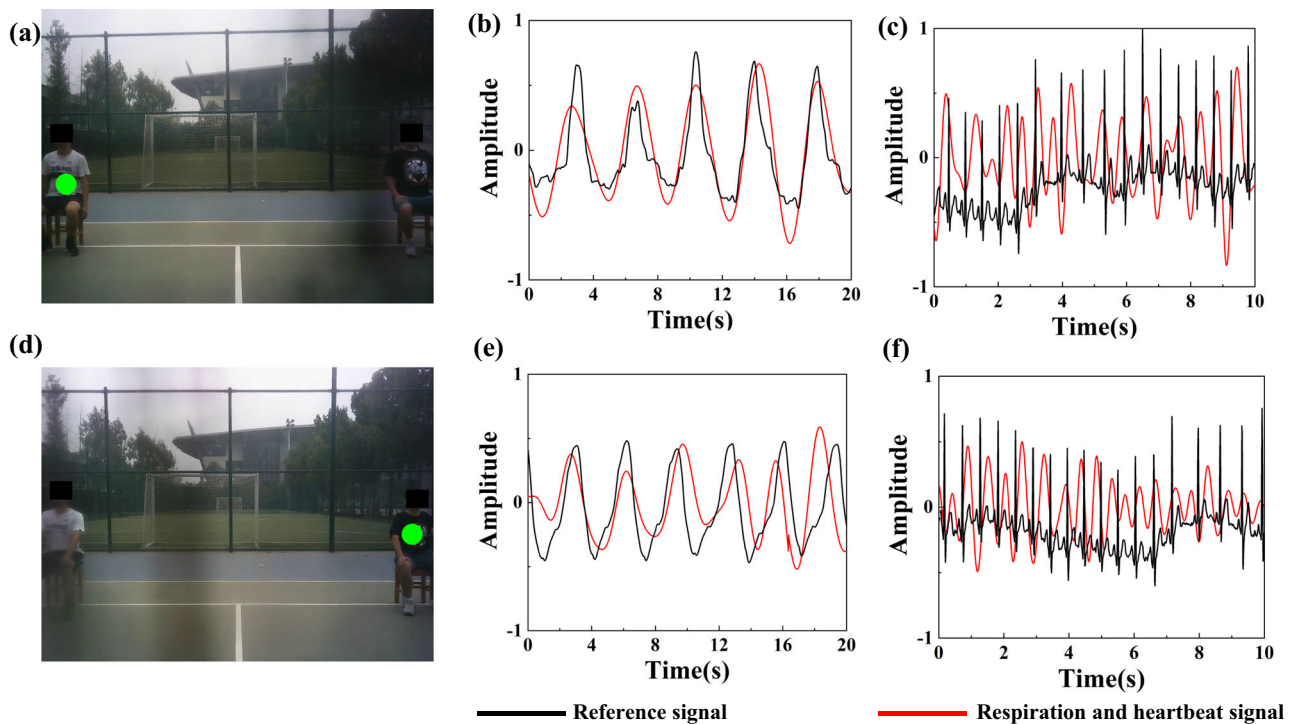 (a)
(b)
1
0
-1
Amplitude
0 4 8 12 16 20
Time(s)
(c)
1
0
-1
Amplitude
0 2 4 6 8 10
Time(s)
(d)
(e)
1
0
-1
Amplitude
0 4 8 12 16 20
Time(s)
(f)
1
0
-1
Amplitude
0 2 4 6 8 10
Time(s)
Reference signal
Respiration and heartbeat signal